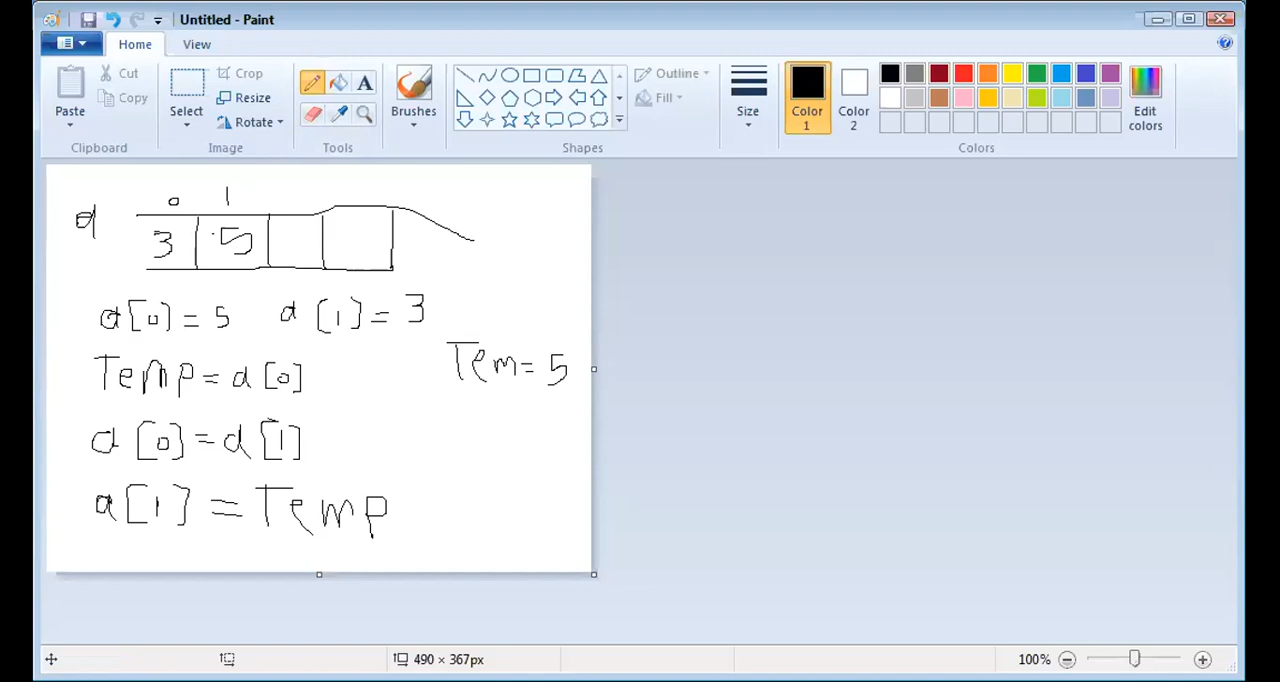 Untitled - Paint
Home View
Paste
Cut
Copy
Clipboard
Select
Crop
Resize
Rotate
Image
A
Tools
Brushes
Shapes
Outline
Fill
Size
Color 1
Color 2
Edit colors
Colors
a
0 1
3 5
a[0] = 5 a[1] = 3
Temp = a[0]
Tem = 5
a[0] = a[1]
a[1] = Temp
490 × 367px
100%